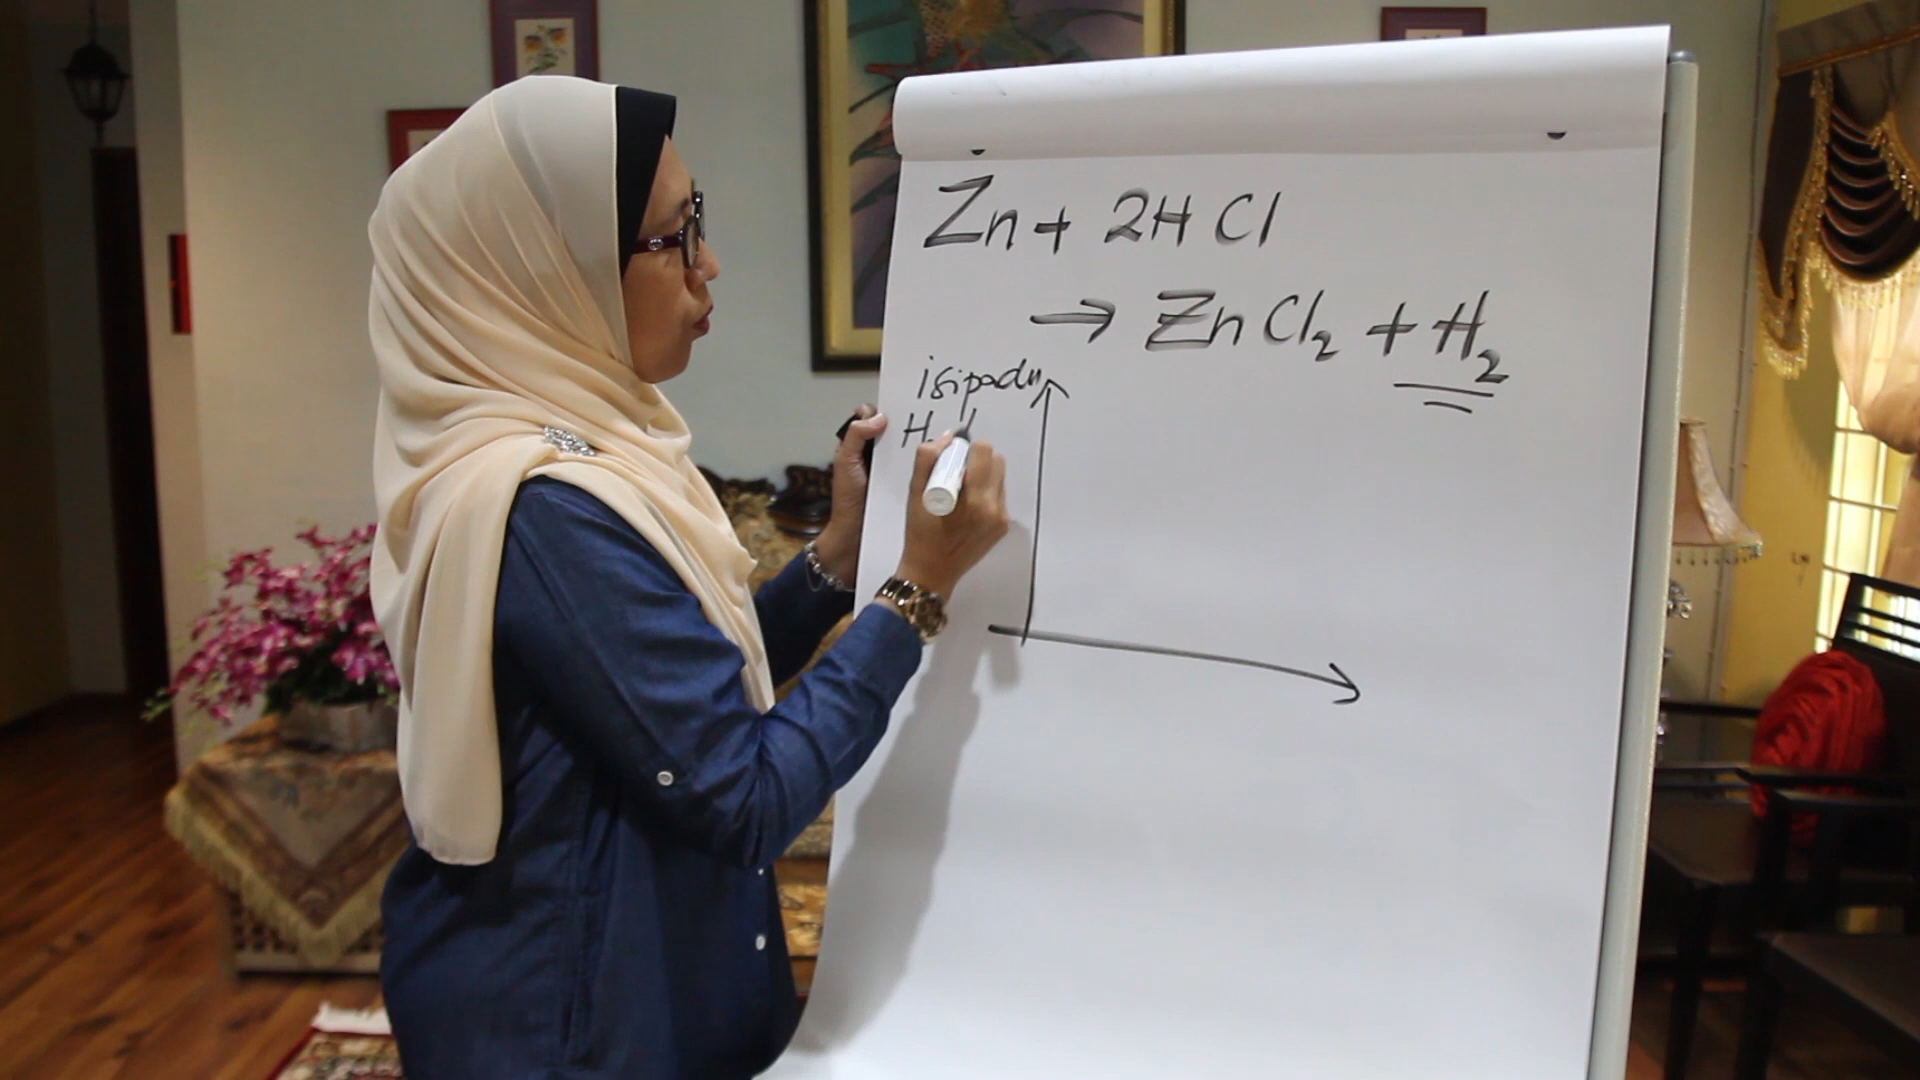 Zn + 2HCl
→ ZnCl₂ + H₂
isipadu
H